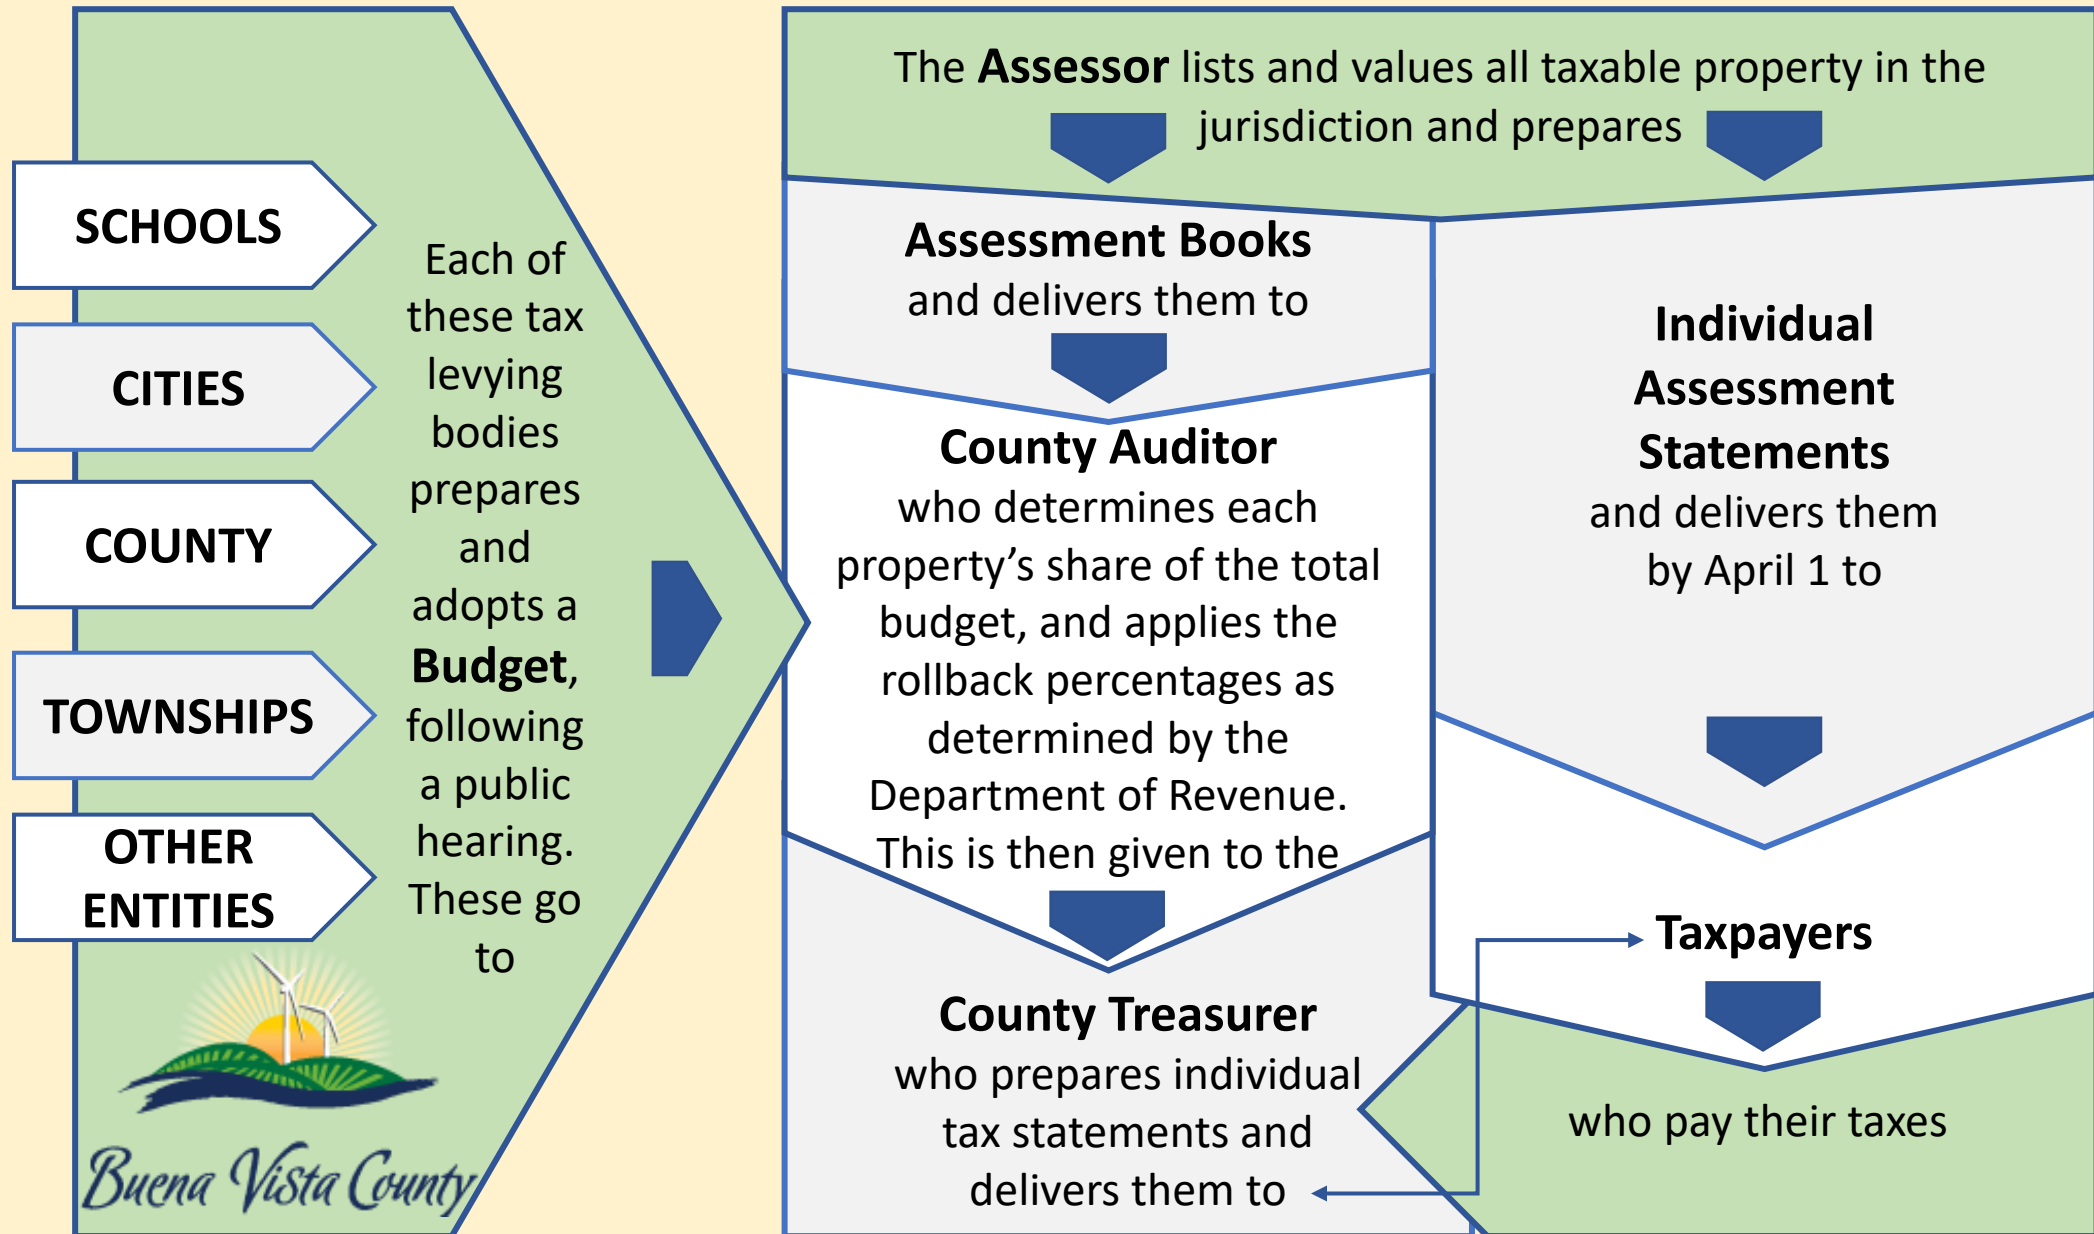 SCHOOLS
CITIES
COUNTY
TOWNSHIPS
OTHER
ENTITIES
Each of
these tax
levying
bodies
prepares
and
adopts a
Budget,
following
a public
hearing.
These go
to
Buena Vista County
The Assessor lists and values all taxable property in the
jurisdiction and prepares
Assessment Books
and delivers them to
County Auditor
who determines each
property’s share of the total
budget, and applies the
rollback percentages as
determined by the
Department of Revenue.
This is then given to the
County Treasurer
who prepares individual
tax statements and
delivers them to
Individual
Assessment
Statements
and delivers them
by April 1 to
Taxpayers
who pay their taxes